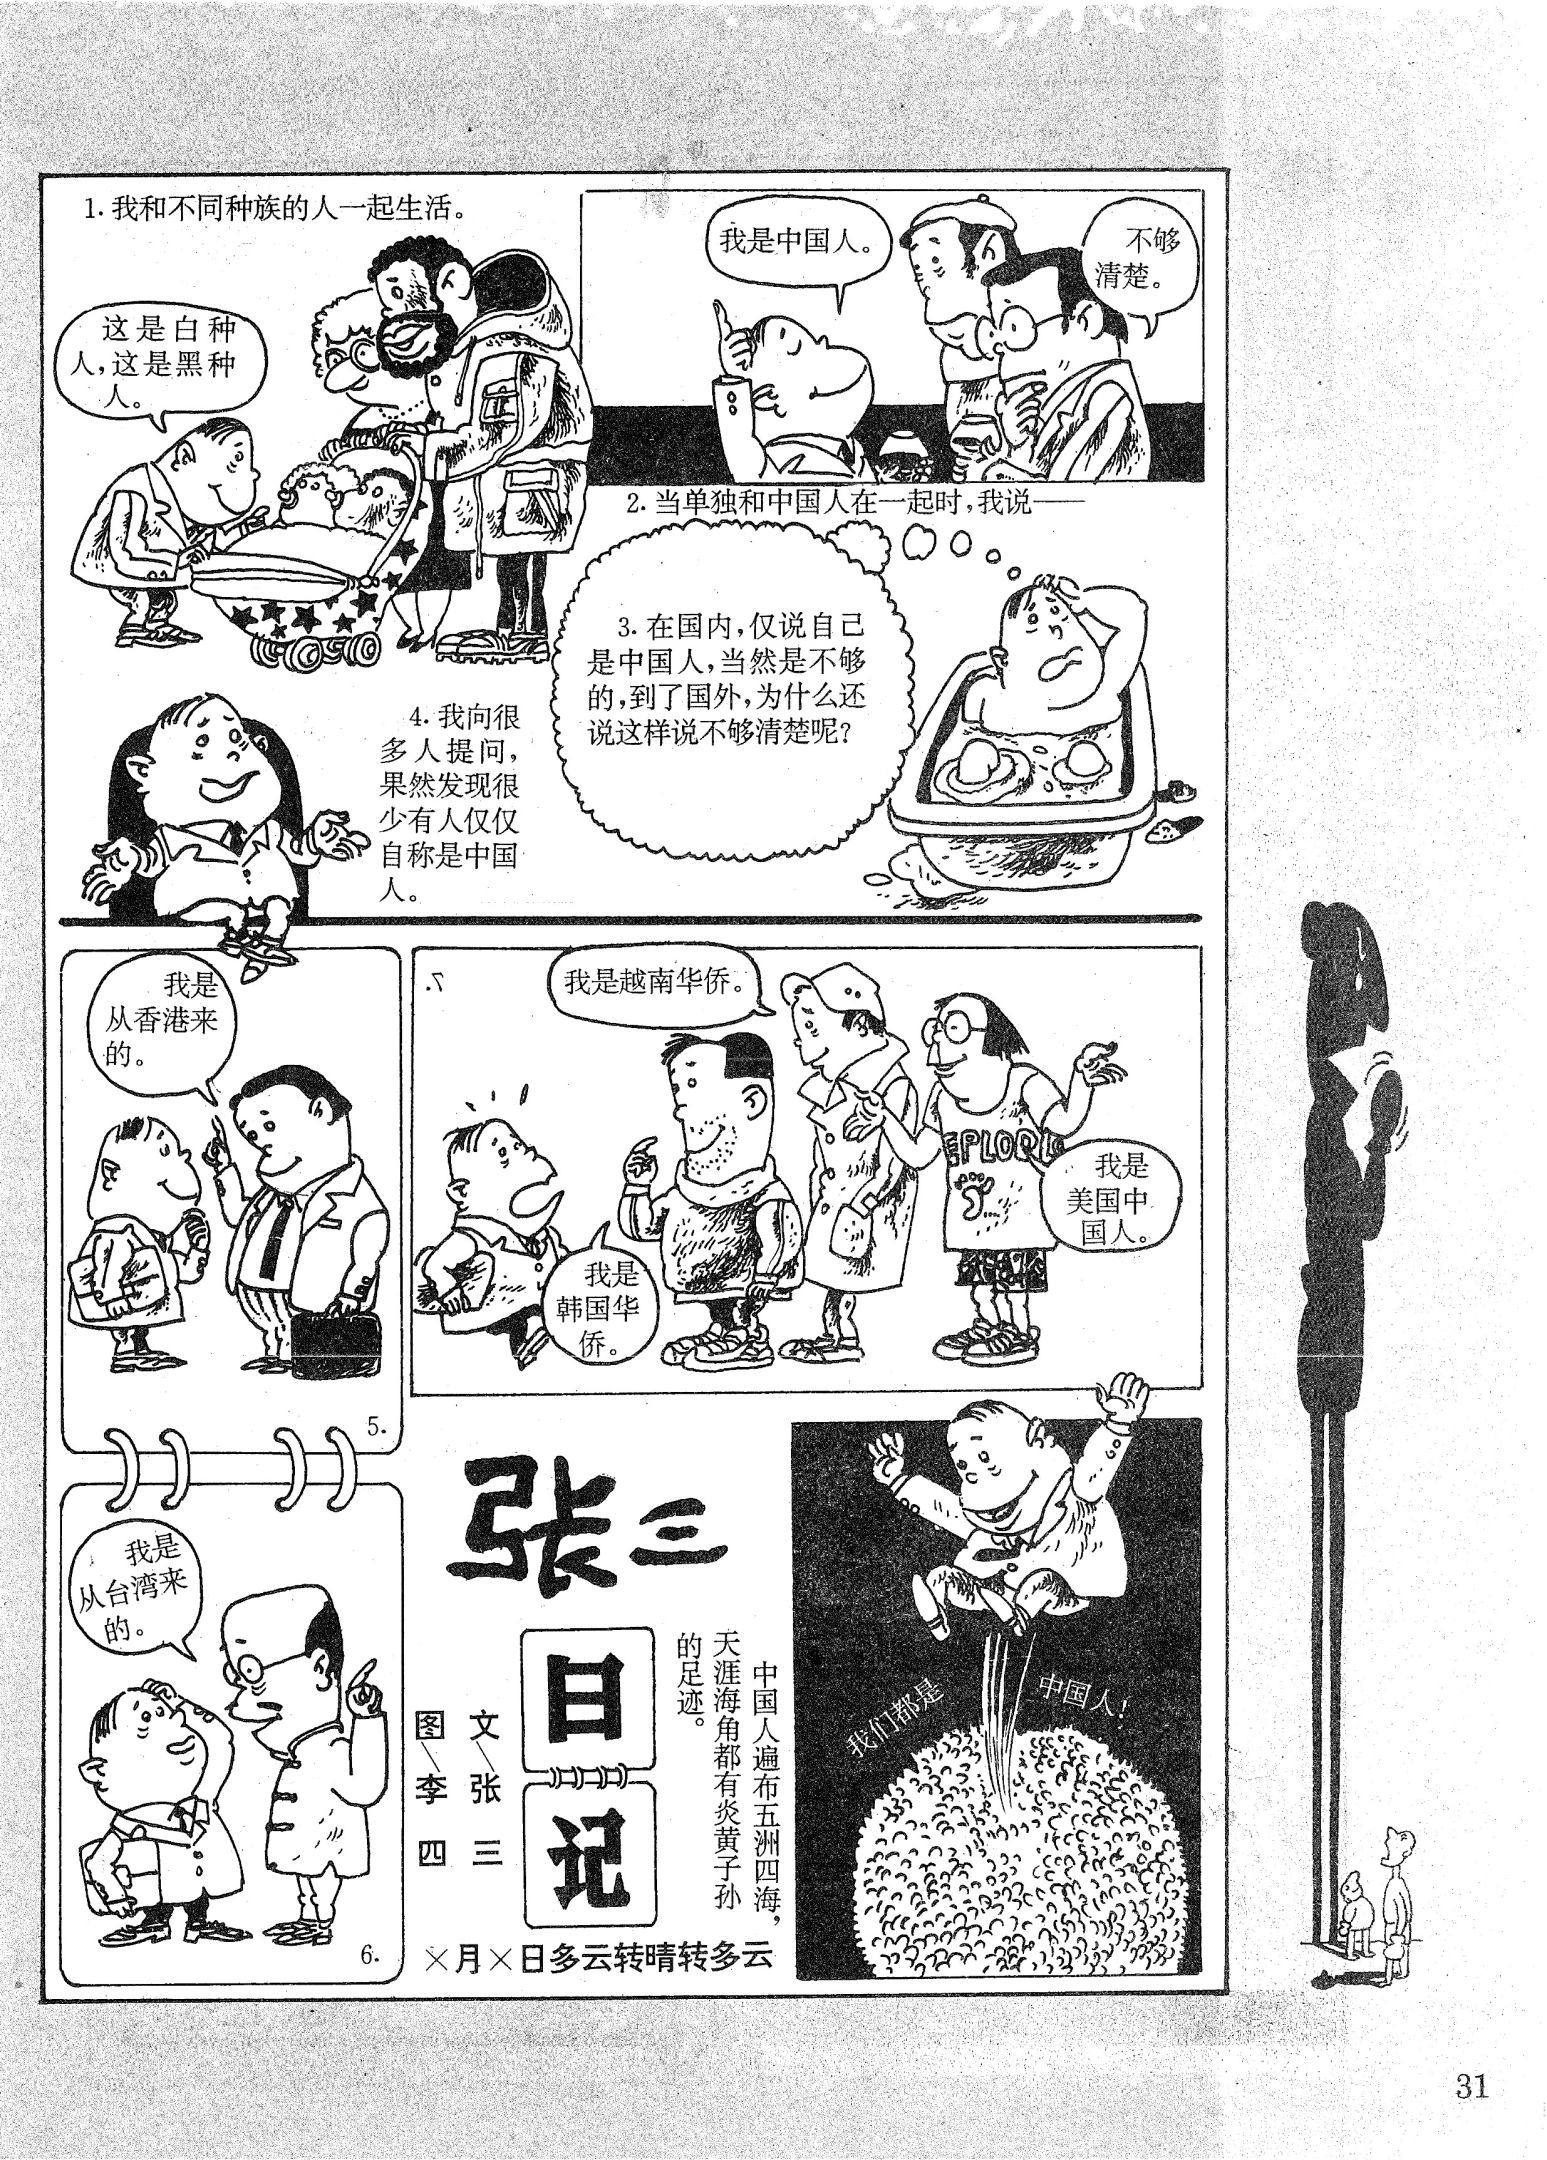 1. 我和不同种族的人一起生活。
这是白种
人，这是黑种
人。
我是中国人。
不够
清楚。
2. 当单独和中国人在一起时，我说——
3. 在国内，仅说自己
是中国人，当然是不够
的，到了国外，为什么还
说这样说不够清楚呢？
4. 我向很
多人提问，
果然发现很
少有人仅仅
自称是中国
人。
我是
从香港来
的。
5.
我是
从台湾来
的。
6.
7.
我是越南华侨。
我是
韩国华
侨。
EPLOQL
我是
美国中
国人。
张三
日
记
文\张三
图\李四
中国人遍布五洲四海，
天涯海角都有炎黄子孙
的足迹。
×月×日多云转晴转多云
我们都是
中国人！
31